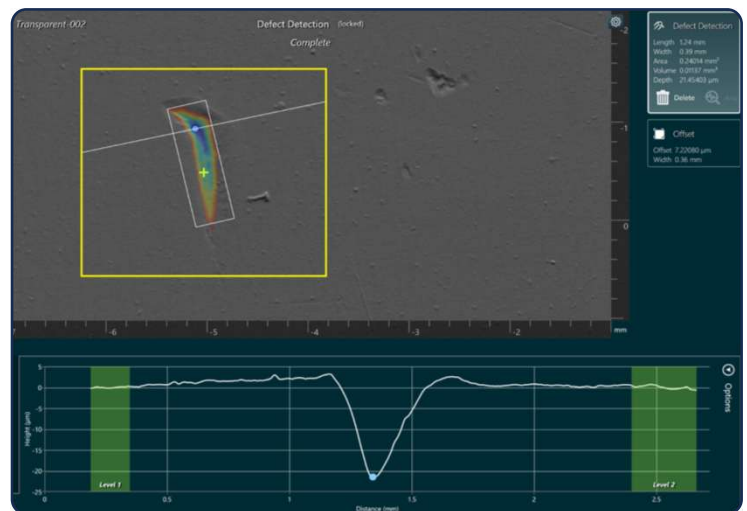 Transparent-002
Defect Detection (locked)
Complete
Defect Detection
Length 1.24 mm
Width 0.39 mm
Area 0.24014 mm²
Volume 0.01137 mm³
Depth 21.45403 µm
Delete
Offset
Offset 7.22080 µm
Width 0.36 mm
-2
-1
0
-6 -5 -4 -3 -2 mm
Height (µm)
5
0
-5
-10
-15
-20
-25
Level 1
Level 2
0 0.5 1 1.5 2 2.5
Distance (mm)
Options